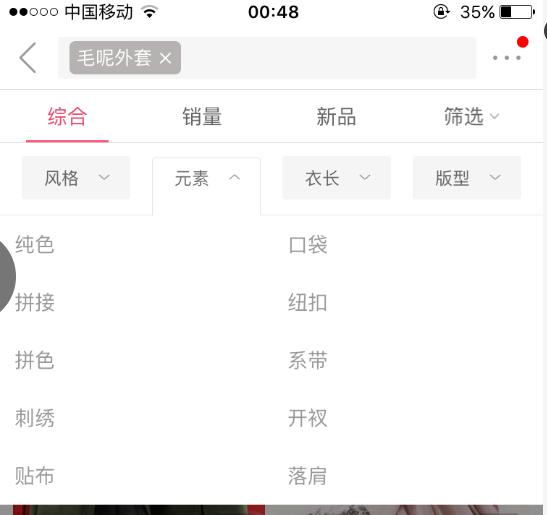 中国移动 00:48 35%
毛呢外套 ×
综合 销量 新品 筛选
风格 元素 衣长 版型
纯色 口袋
拼接 纽扣
拼色 系带
刺绣 开衩
贴布 落肩